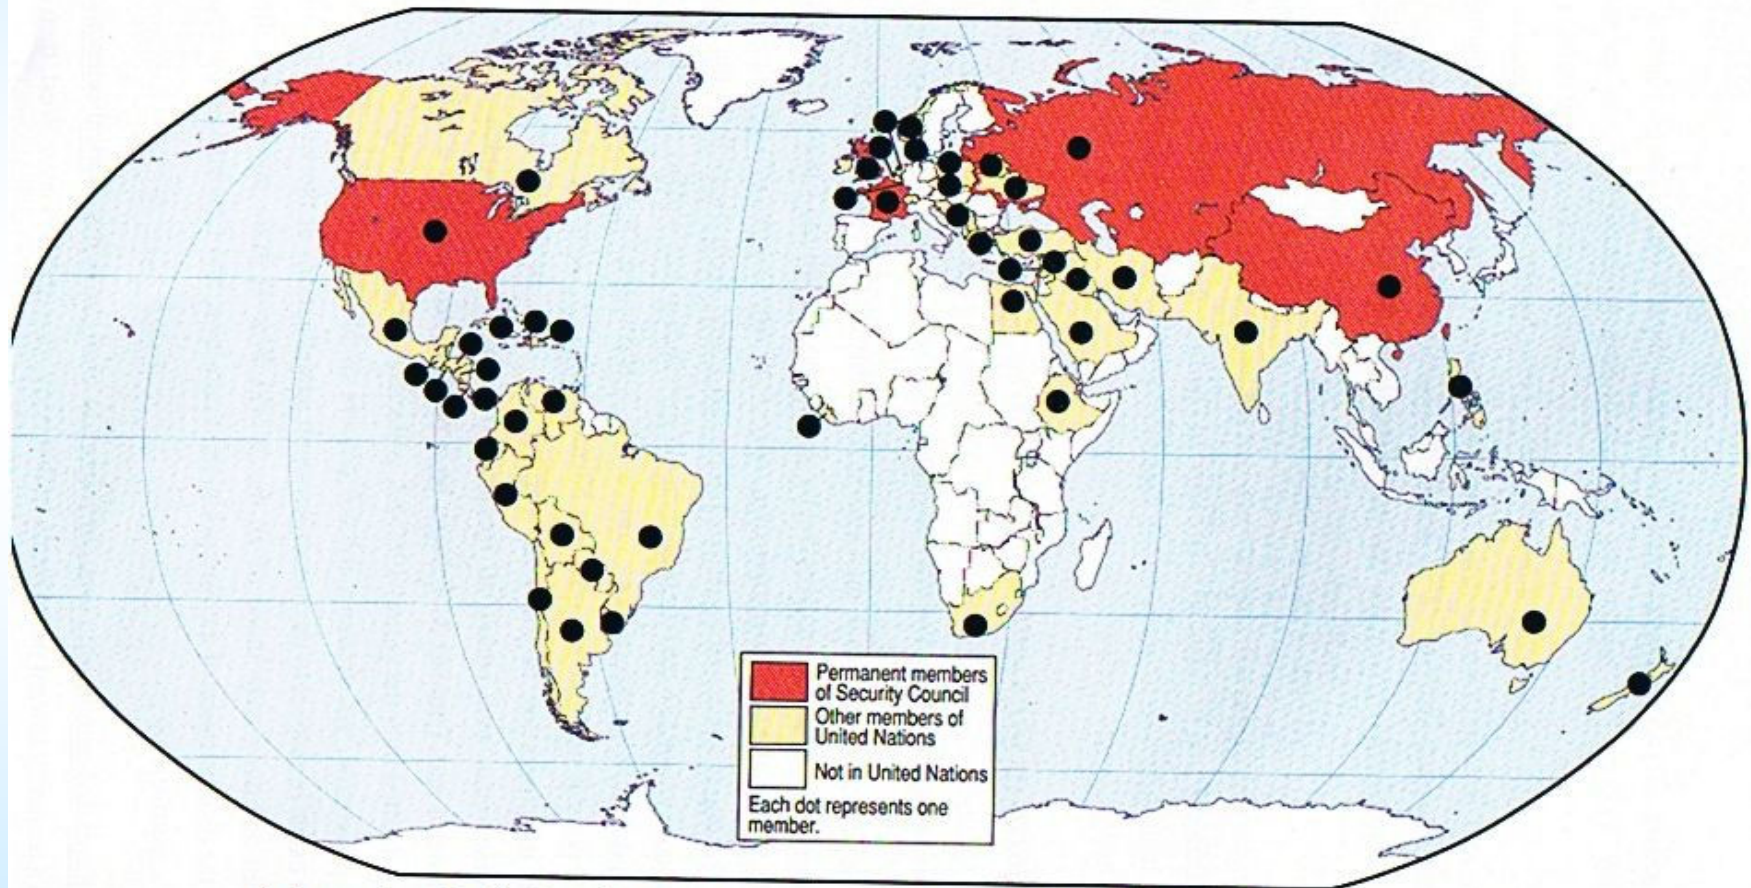 Permanent members
of Security Council
Other members of
United Nations
Not in United Nations
Each dot represents one
member.